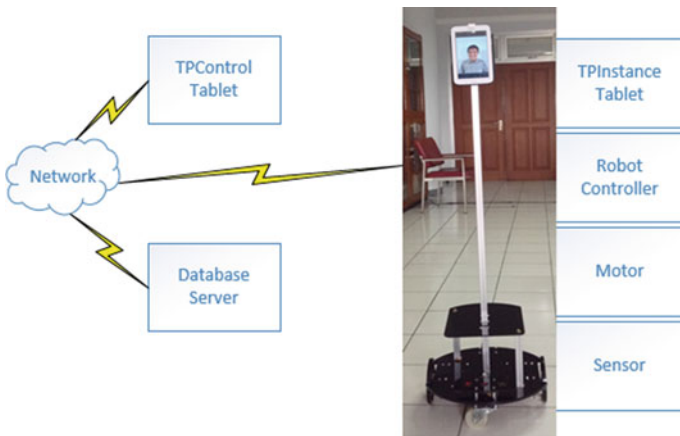 TPControl
Tablet
Network
Database
Server
TPInstance
Tablet
Robot
Controller
Motor
Sensor